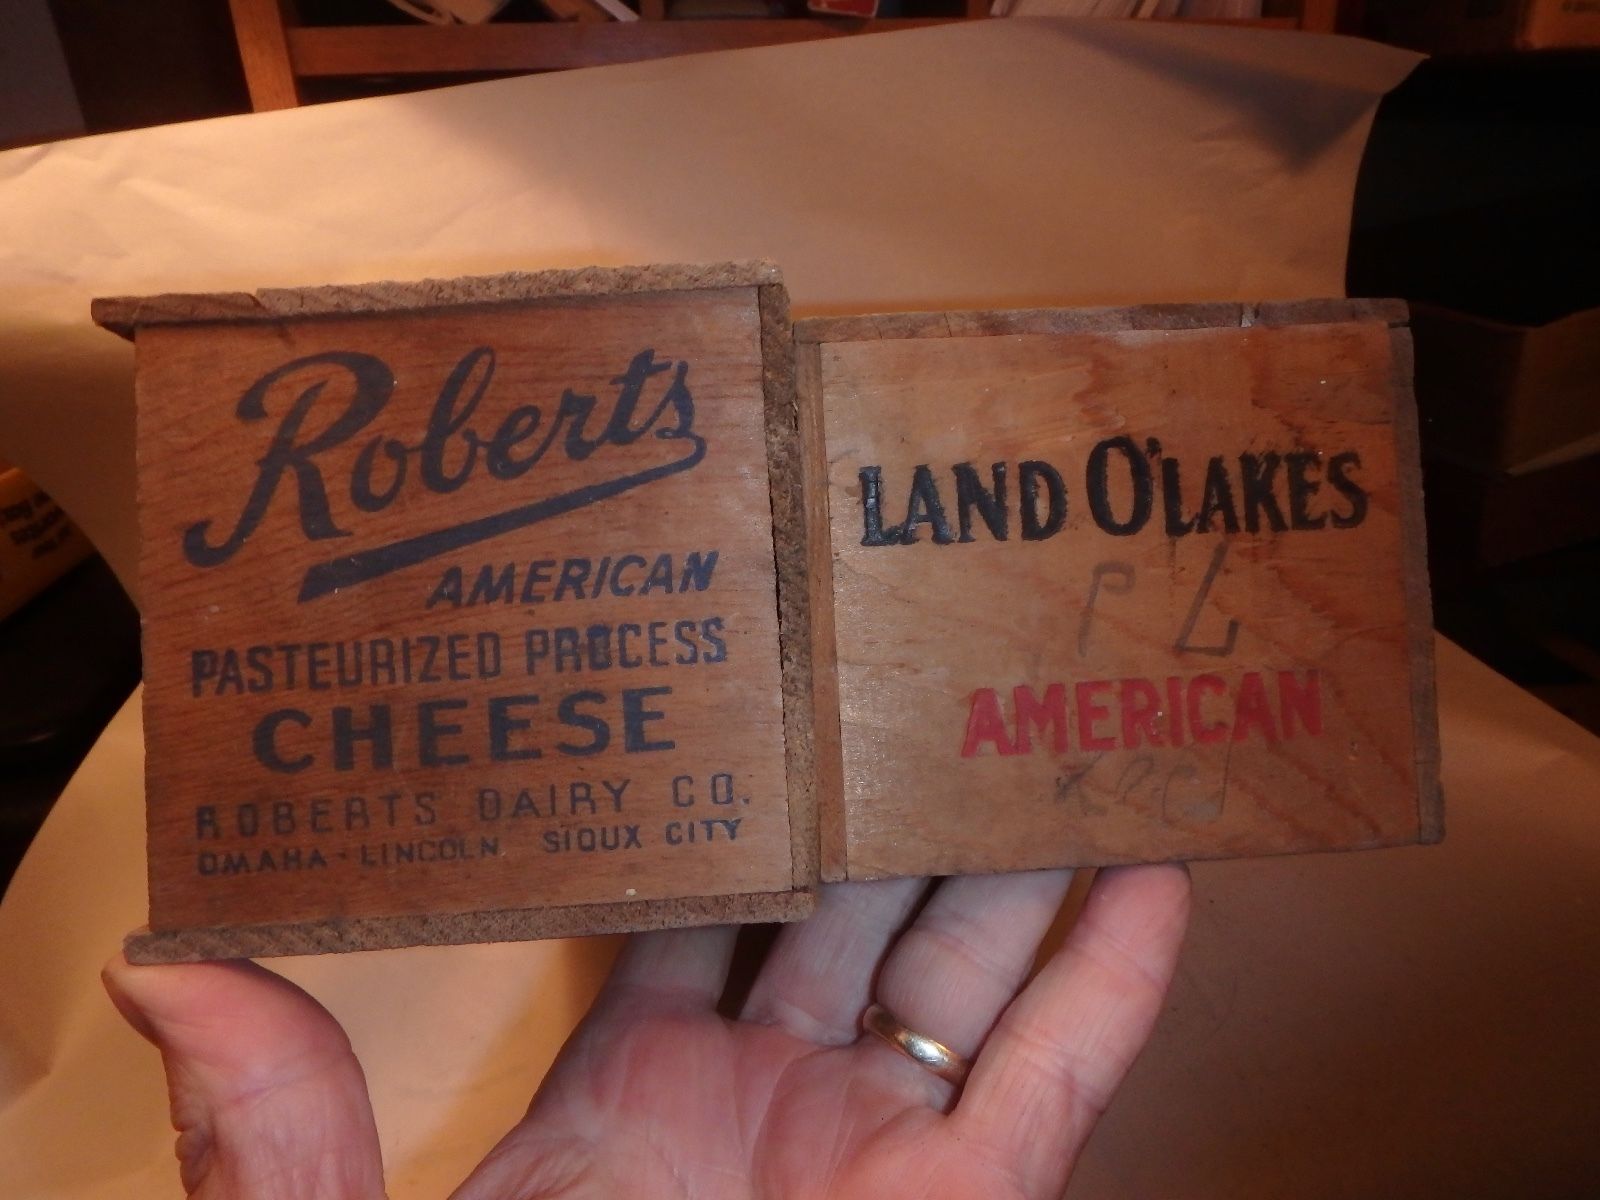 Roberts
AMERICAN
PASTEURIZED PROCESS
CHEESE
ROBERTS DAIRY CO.
OMAHA - LINCOLN SIOUX CITY
LAND O'LAKES
P L
AMERICAN